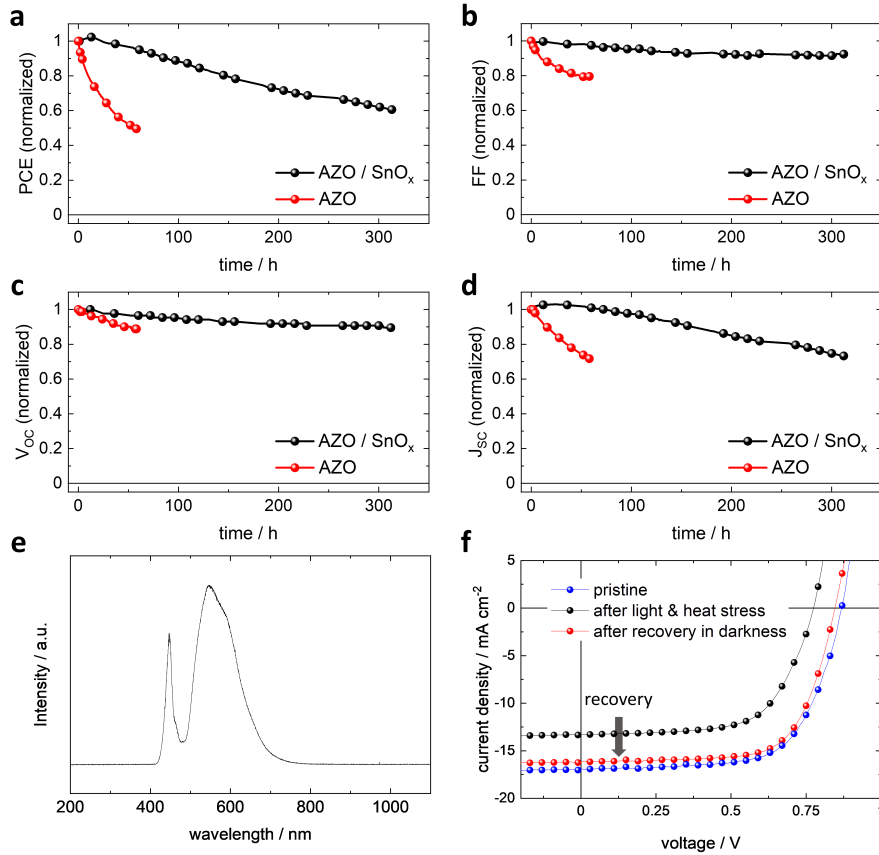 a
1
0.8
0.6
0.4
0.2
0
PCE (normalized)
AZO / SnOₓ
AZO
0 100 200 300
time / h
b
1
0.8
0.6
0.4
0.2
0
FF (normalized)
AZO / SnOₓ
AZO
0 100 200 300
time / h
c
1
0.8
0.6
0.4
0.2
0
V_OC (normalized)
AZO / SnOₓ
AZO
0 100 200 300
time / h
d
1
0.8
0.6
0.4
0.2
0
J_SC (normalized)
AZO / SnOₓ
AZO
0 100 200 300
time / h
e
Intensity / a.u.
200 400 600 800 1000
wavelength / nm
f
5
0
-5
-10
-15
-20
current density / mA cm⁻²
pristine
after light & heat stress
after recovery in darkness
recovery
0 0.25 0.5 0.75
voltage / V